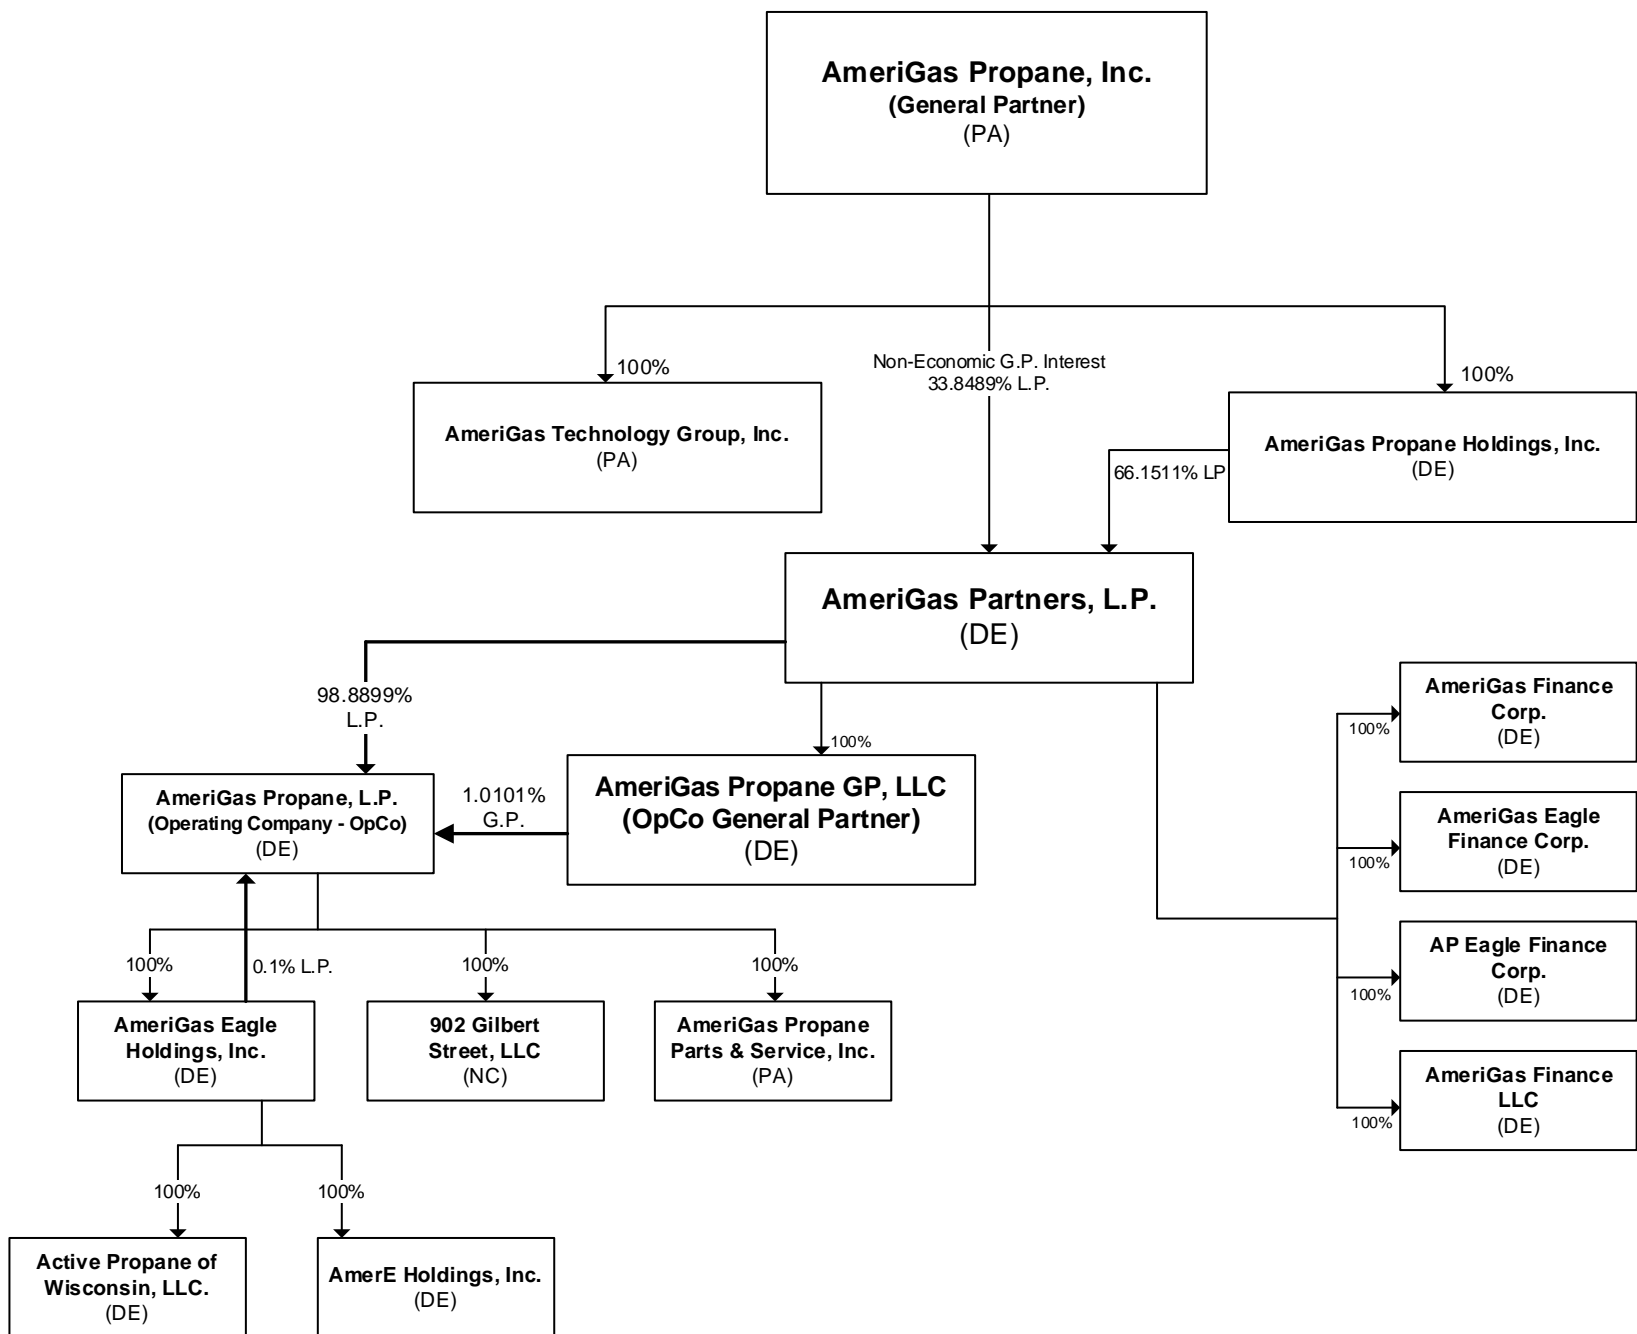 AmeriGas Propane, Inc.
(General Partner)
(PA)
100%
Non-Economic G.P. Interest
33.8489% L.P.
100%
AmeriGas Technology Group, Inc.
(PA)
AmeriGas Propane Holdings, Inc.
(DE)
66.1511% LP
AmeriGas Partners, L.P.
(DE)
98.8899%
L.P.
100%
AmeriGas Propane, L.P.
(Operating Company - OpCo)
(DE)
1.0101%
G.P.
AmeriGas Propane GP, LLC
(OpCo General Partner)
(DE)
100%
AmeriGas Finance
Corp.
(DE)
100%
AmeriGas Eagle
Finance Corp.
(DE)
100%
AP Eagle Finance
Corp.
(DE)
100%
AmeriGas Finance
LLC
(DE)
100%
0.1% L.P.
100%
100%
AmeriGas Eagle
Holdings, Inc.
(DE)
902 Gilbert
Street, LLC
(NC)
AmeriGas Propane
Parts & Service, Inc.
(PA)
100%
100%
Active Propane of
Wisconsin, LLC.
(DE)
AmerE Holdings, Inc.
(DE)